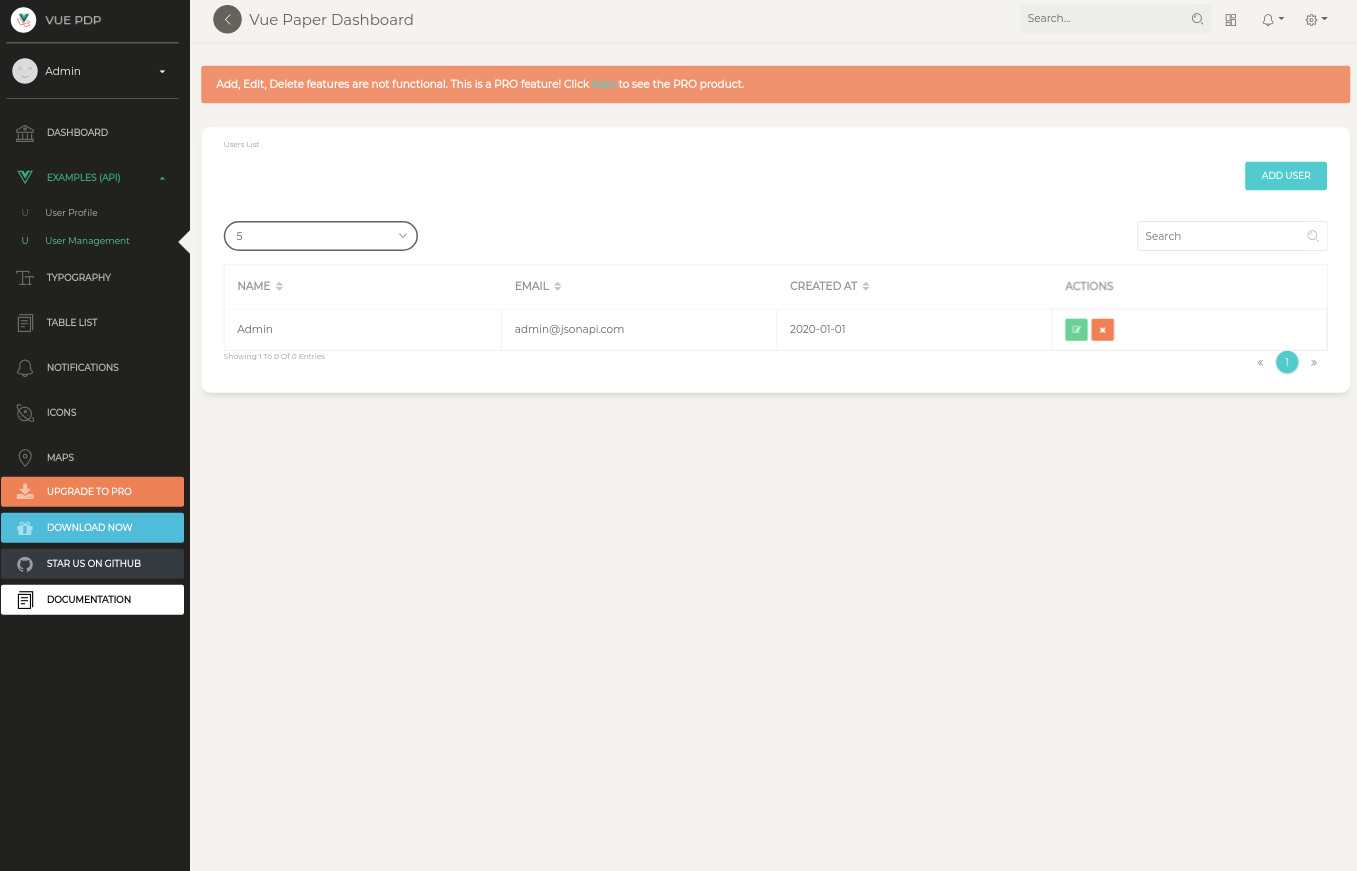 VUE PDP
Admin
DASHBOARD
EXAMPLES (API)
U User Profile
U User Management
TYPOGRAPHY
TABLE LIST
NOTIFICATIONS
ICONS
MAPS
UPGRADE TO PRO
DOWNLOAD NOW
STAR US ON GITHUB
DOCUMENTATION
Vue Paper Dashboard
Search...
Add, Edit, Delete features are not functional. This is a PRO feature! Click here to see the PRO product.
Users List
ADD USER
5
Search
NAME EMAIL CREATED AT ACTIONS
Admin admin@jsonapi.com 2020-01-01
Showing 1 To 0 Of 0 Entries
« 1 »